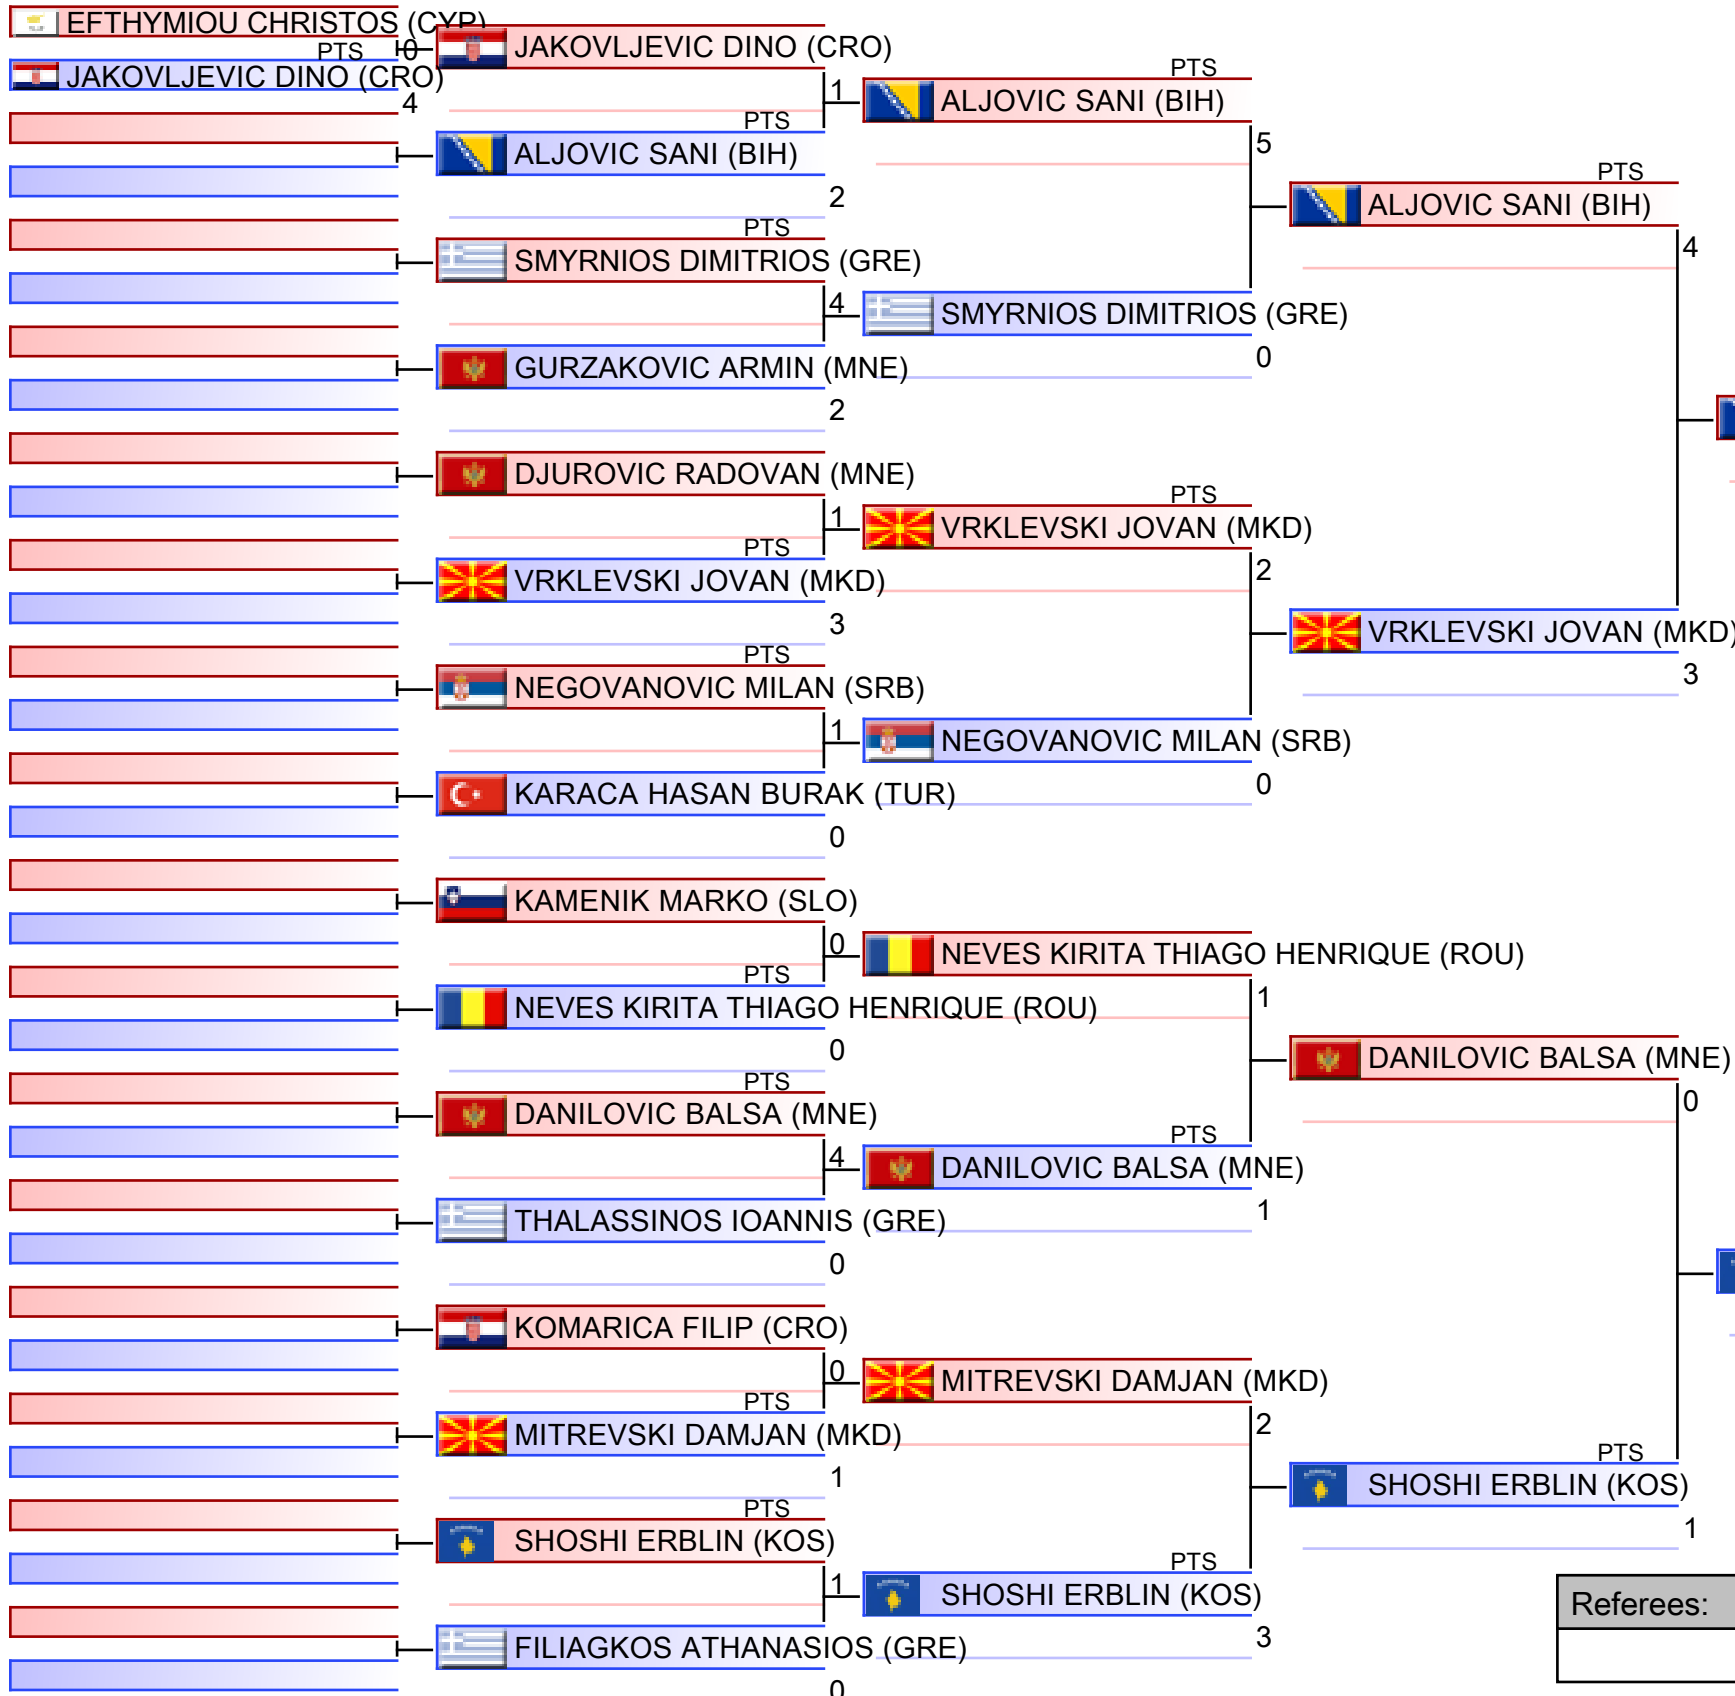 EFTHYMIOU CHRISTOS (CYP)
PTS 0
JAKOVLJEVIC DINO (CRO)
4
JAKOVLJEVIC DINO (CRO)
1
PTS
ALJOVIC SANI (BIH)
2
PTS
SMYRNIOS DIMITRIOS (GRE)
4
GURZAKOVIC ARMIN (MNE)
2
DJUROVIC RADOVAN (MNE)
1
PTS
VRKLEVSKI JOVAN (MKD)
3
PTS
NEGOVANOVIC MILAN (SRB)
1
KARACA HASAN BURAK (TUR)
0
KAMENIK MARKO (SLO)
0
PTS
NEVES KIRITA THIAGO HENRIQUE (ROU)
0
PTS
DANILOVIC BALSA (MNE)
4
THALASSINOS IOANNIS (GRE)
0
KOMARICA FILIP (CRO)
0
PTS
MITREVSKI DAMJAN (MKD)
1
PTS
SHOSHI ERBLIN (KOS)
1
FILIAGKOS ATHANASIOS (GRE)
0
PTS
ALJOVIC SANI (BIH)
5
SMYRNIOS DIMITRIOS (GRE)
0
PTS
VRKLEVSKI JOVAN (MKD)
2
NEGOVANOVIC MILAN (SRB)
0
NEVES KIRITA THIAGO HENRIQUE (ROU)
1
PTS
DANILOVIC BALSA (MNE)
1
MITREVSKI DAMJAN (MKD)
2
PTS
SHOSHI ERBLIN (KOS)
3
PTS
ALJOVIC SANI (BIH)
4
VRKLEVSKI JOVAN (MKD)
3
DANILOVIC BALSA (MNE)
0
PTS
SHOSHI ERBLIN (KOS)
1
Referees: